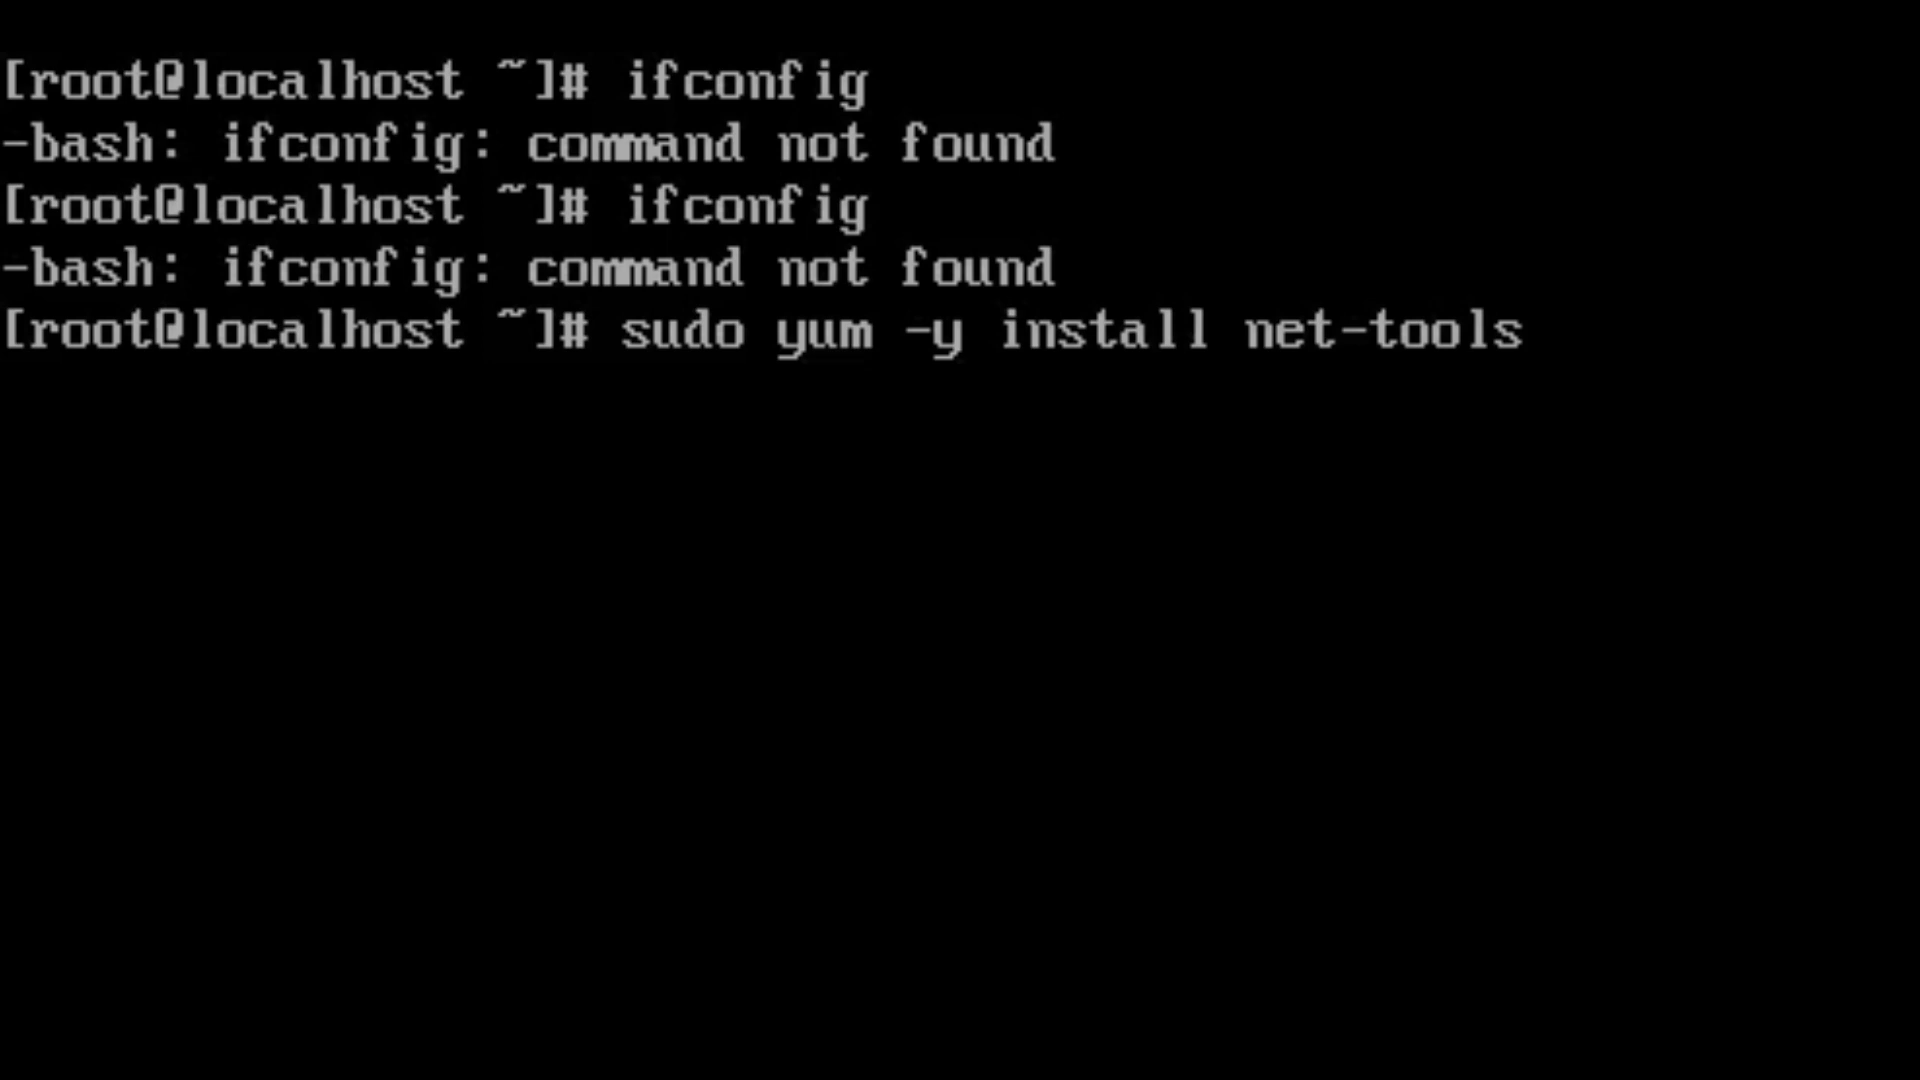 [root@localhost ~]# ifconfig
-bash: ifconfig: command not found
[root@localhost ~]# ifconfig
-bash: ifconfig: command not found
[root@localhost ~]# sudo yum -y install net-tools